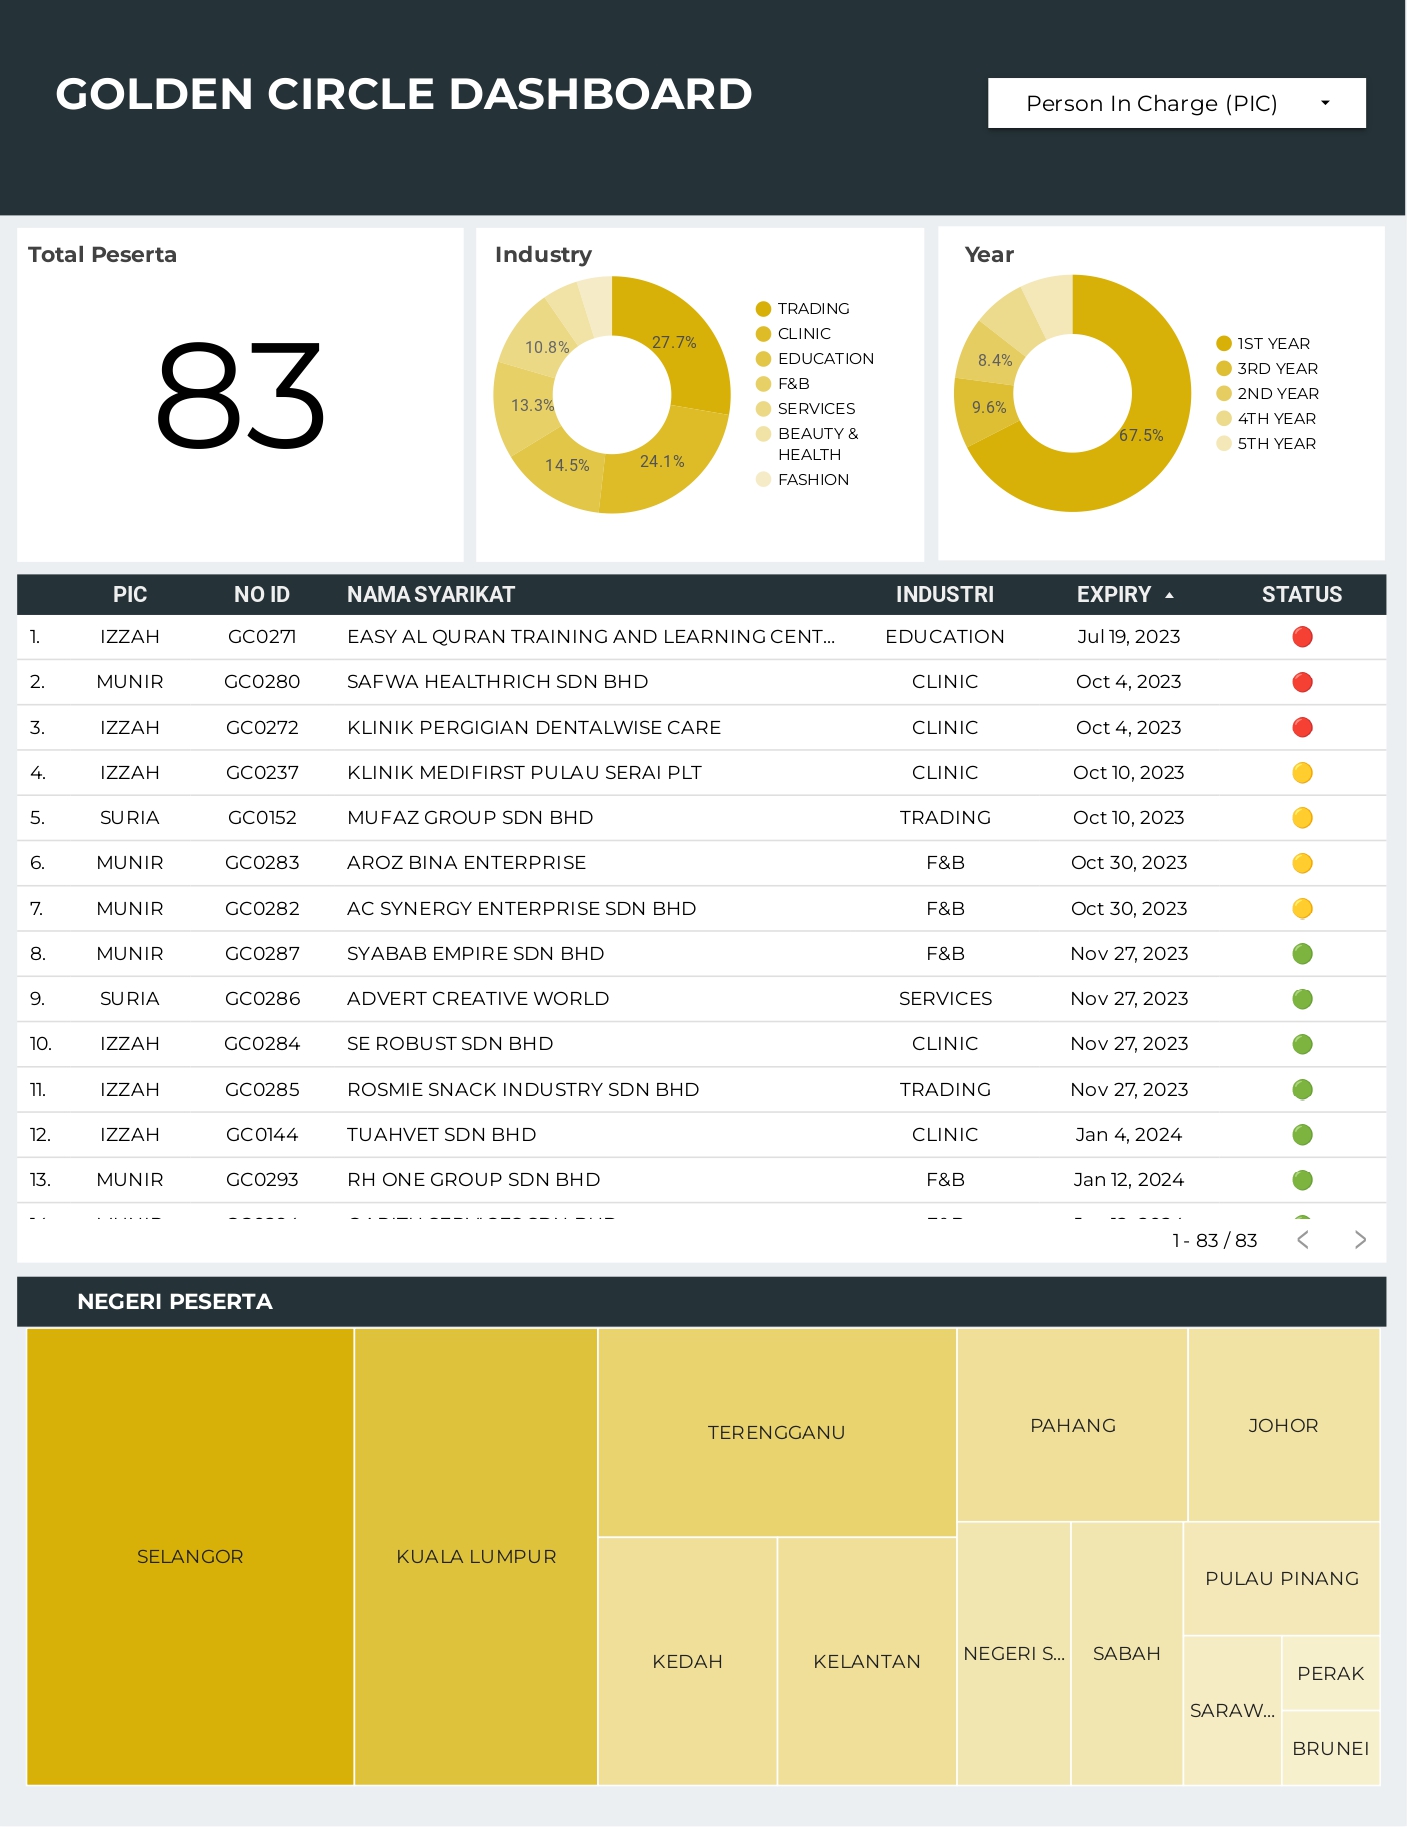 GOLDEN CIRCLE DASHBOARD
Person In Charge (PIC)
Total Peserta
83
Industry
27.7%
24.1%
14.5%
13.3%
10.8%
TRADING
CLINIC
EDUCATION
F&B
SERVICES
BEAUTY &
HEALTH
FASHION
Year
67.5%
9.6%
8.4%
1ST YEAR
3RD YEAR
2ND YEAR
4TH YEAR
5TH YEAR
PIC NO ID NAMA SYARIKAT INDUSTRI EXPIRY STATUS
1. IZZAH GC0271 EASY AL QURAN TRAINING AND LEARNING CENT... EDUCATION Jul 19, 2023
2. MUNIR GC0280 SAFWA HEALTHRICH SDN BHD CLINIC Oct 4, 2023
3. IZZAH GC0272 KLINIK PERGIGIAN DENTALWISE CARE CLINIC Oct 4, 2023
4. IZZAH GC0237 KLINIK MEDIFIRST PULAU SERAI PLT CLINIC Oct 10, 2023
5. SURIA GC0152 MUFAZ GROUP SDN BHD TRADING Oct 10, 2023
6. MUNIR GC0283 AROZ BINA ENTERPRISE F&B Oct 30, 2023
7. MUNIR GC0282 AC SYNERGY ENTERPRISE SDN BHD F&B Oct 30, 2023
8. MUNIR GC0287 SYABAB EMPIRE SDN BHD F&B Nov 27, 2023
9. SURIA GC0286 ADVERT CREATIVE WORLD SERVICES Nov 27, 2023
10. IZZAH GC0284 SE ROBUST SDN BHD CLINIC Nov 27, 2023
11. IZZAH GC0285 ROSMIE SNACK INDUSTRY SDN BHD TRADING Nov 27, 2023
12. IZZAH GC0144 TUAHVET SDN BHD CLINIC Jan 4, 2024
13. MUNIR GC0293 RH ONE GROUP SDN BHD F&B Jan 12, 2024
1 - 83 / 83
NEGERI PESERTA
SELANGOR
KUALA LUMPUR
TERENGGANU
KEDAH
KELANTAN
PAHANG
JOHOR
NEGERI S...
SABAH
PULAU PINANG
SARAW...
PERAK
BRUNEI